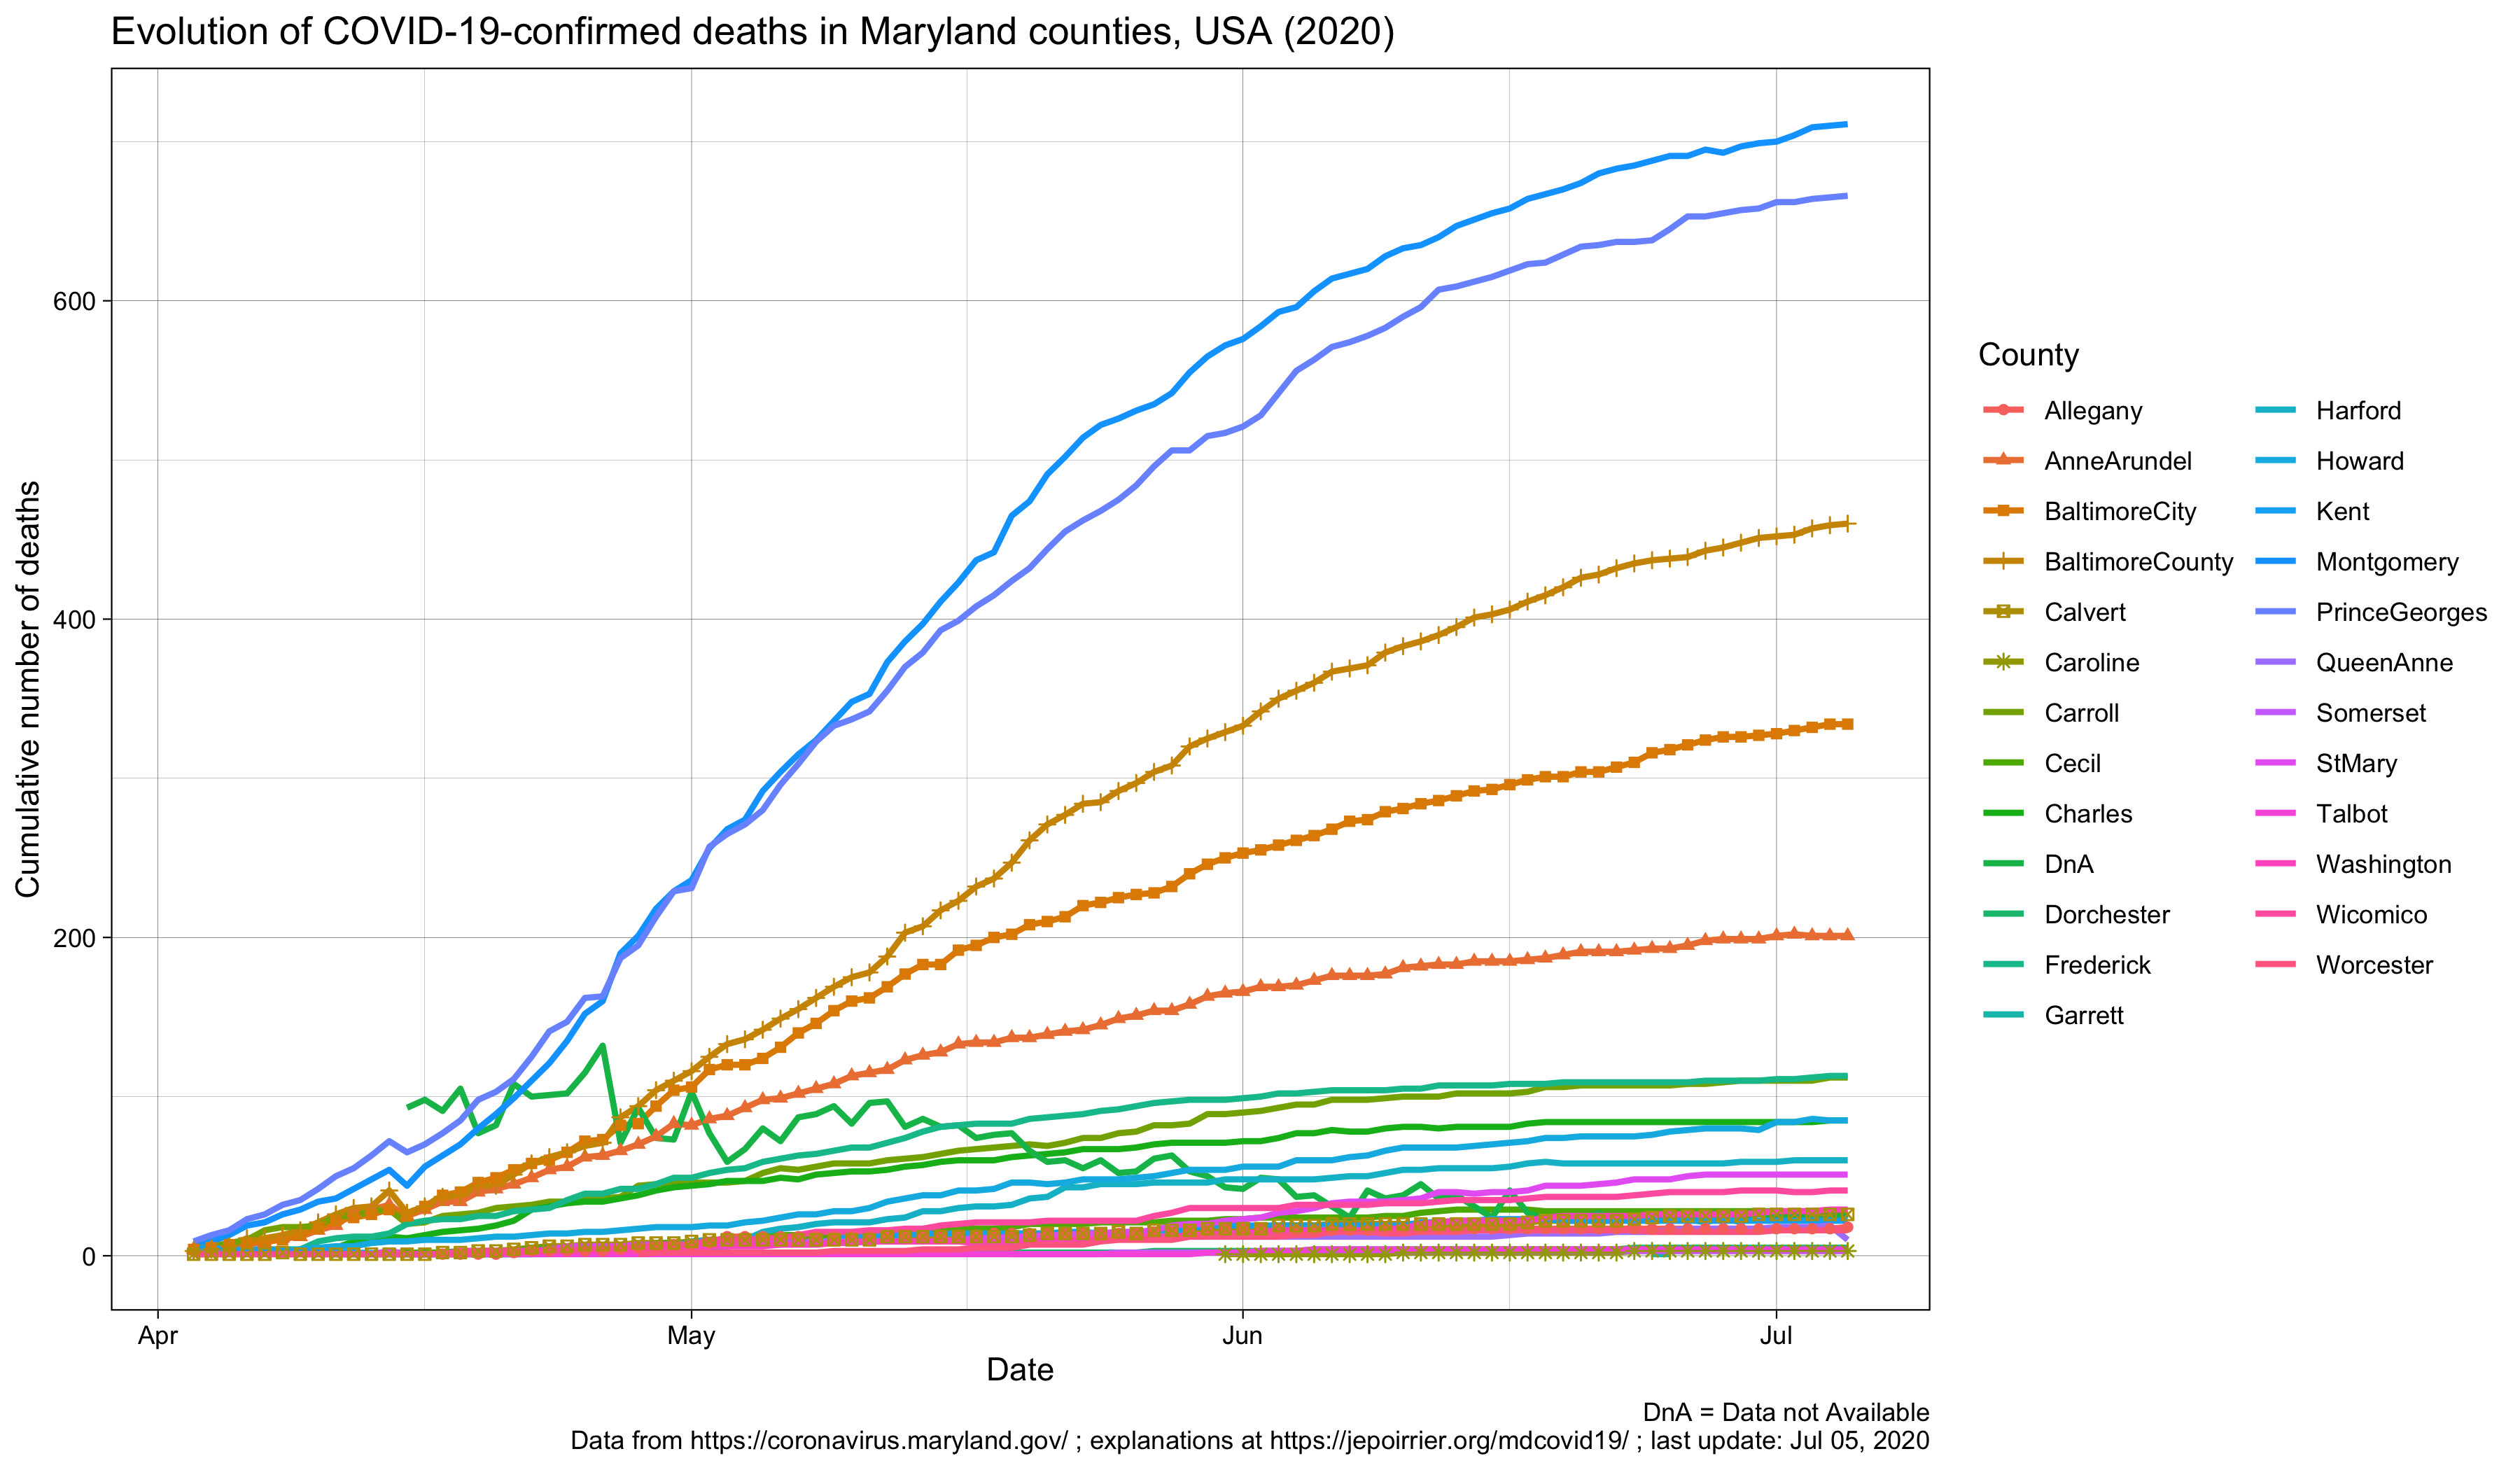 Evolution of COVID-19-confirmed deaths in Maryland counties, USA (2020)
Cumulative number of deaths
600
400
200
0
Apr
May
Jun
Jul
Date
County
Allegany
AnneArundel
BaltimoreCity
BaltimoreCounty
Calvert
Caroline
Carroll
Cecil
Charles
DnA
Dorchester
Frederick
Garrett
Harford
Howard
Kent
Montgomery
PrinceGeorges
QueenAnne
Somerset
StMary
Talbot
Washington
Wicomico
Worcester
DnA = Data not Available
Data from https://coronavirus.maryland.gov/ ; explanations at https://jepoirrier.org/mdcovid19/ ; last update: Jul 05, 2020